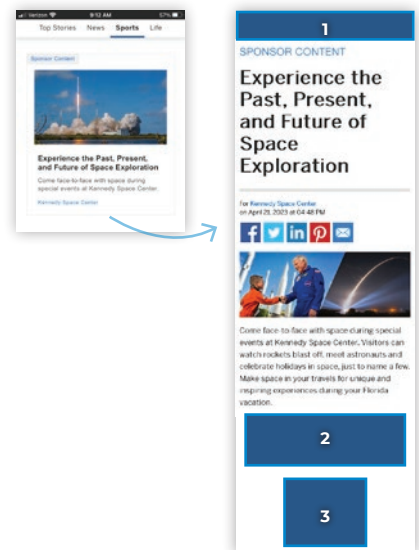 Verizon 9:13 AM 57%
Top Stories News Sports Life
Sponsor Content
Experience the Past, Present,
and Future of Space Exploration
Come face-to-face with space during
special events at Kennedy Space Center.
Kennedy Space Center
1
SPONSOR CONTENT
Experience the
Past, Present,
and Future of
Space
Exploration
For Kennedy Space Center
on April 21, 2023 at 04:48 PM
Come face-to-face with space during special
events at Kennedy Space Center. Visitors can
watch rockets blast off, meet astronauts and
celebrate holidays in space, just to name a few.
Make space in your travels for unique and
inspiring experiences during your Florida
vacation.
2
3